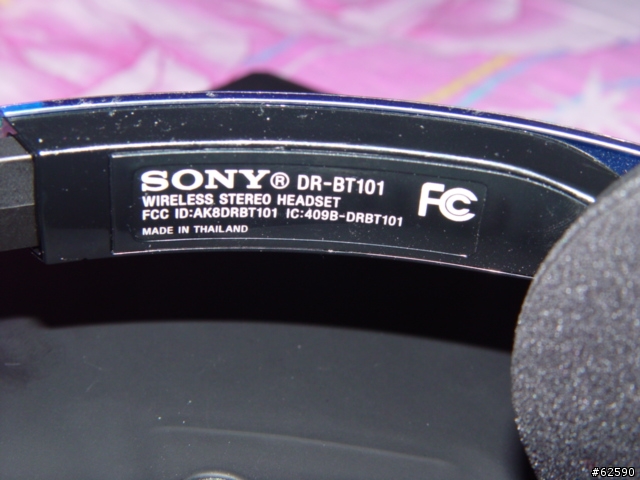 SONY® DR-BT101
WIRELESS STEREO HEADSET
FCC ID:AK8DRBT101 IC:409B-DRBT101
MADE IN THAILAND
FC
#62590